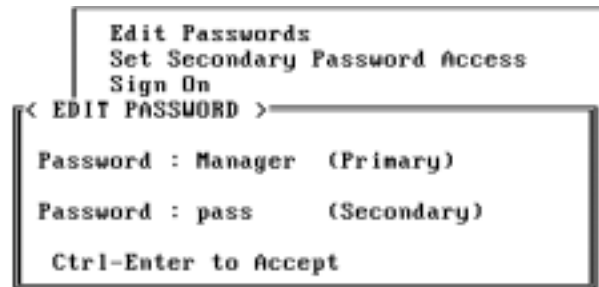 Edit Passwords
Set Secondary Password Access
Sign On
< EDIT PASSWORD >
Password : Manager (Primary)
Password : pass (Secondary)
Ctrl-Enter to Accept